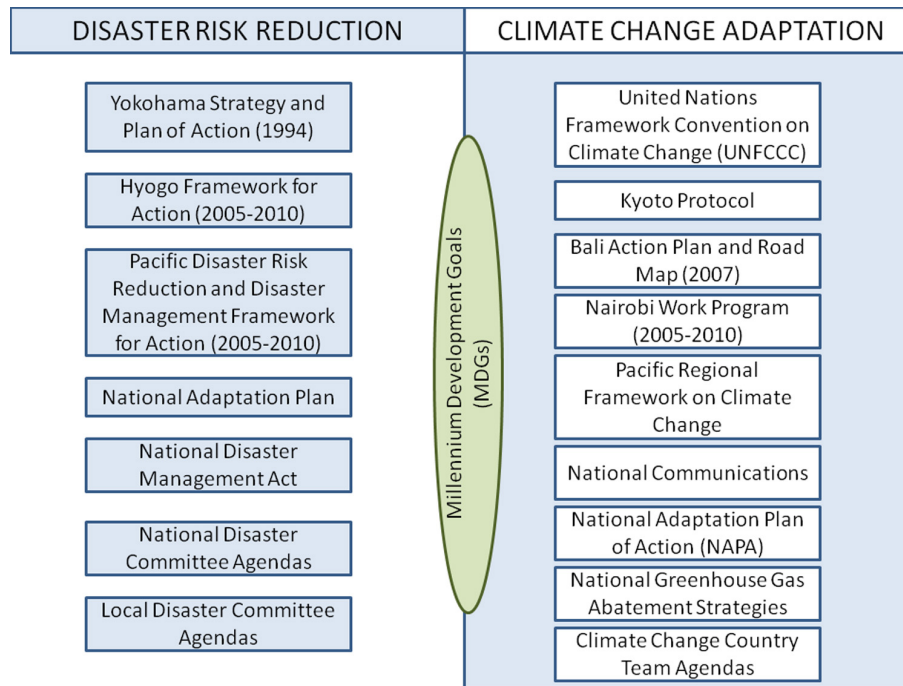 DISASTER RISK REDUCTION
Yokohama Strategy and
Plan of Action (1994)
Hyogo Framework for
Action (2005-2010)
Pacific Disaster Risk
Reduction and Disaster
Management Framework
for Action (2005-2010)
National Adaptation Plan
National Disaster
Management Act
National Disaster
Committee Agendas
Local Disaster Committee
Agendas
Millennium Development Goals
(MDGs)
CLIMATE CHANGE ADAPTATION
United Nations
Framework Convention on
Climate Change (UNFCCC)
Kyoto Protocol
Bali Action Plan and Road
Map (2007)
Nairobi Work Program
(2005-2010)
Pacific Regional
Framework on Climate
Change
National Communications
National Adaptation Plan
of Action (NAPA)
National Greenhouse Gas
Abatement Strategies
Climate Change Country
Team Agendas